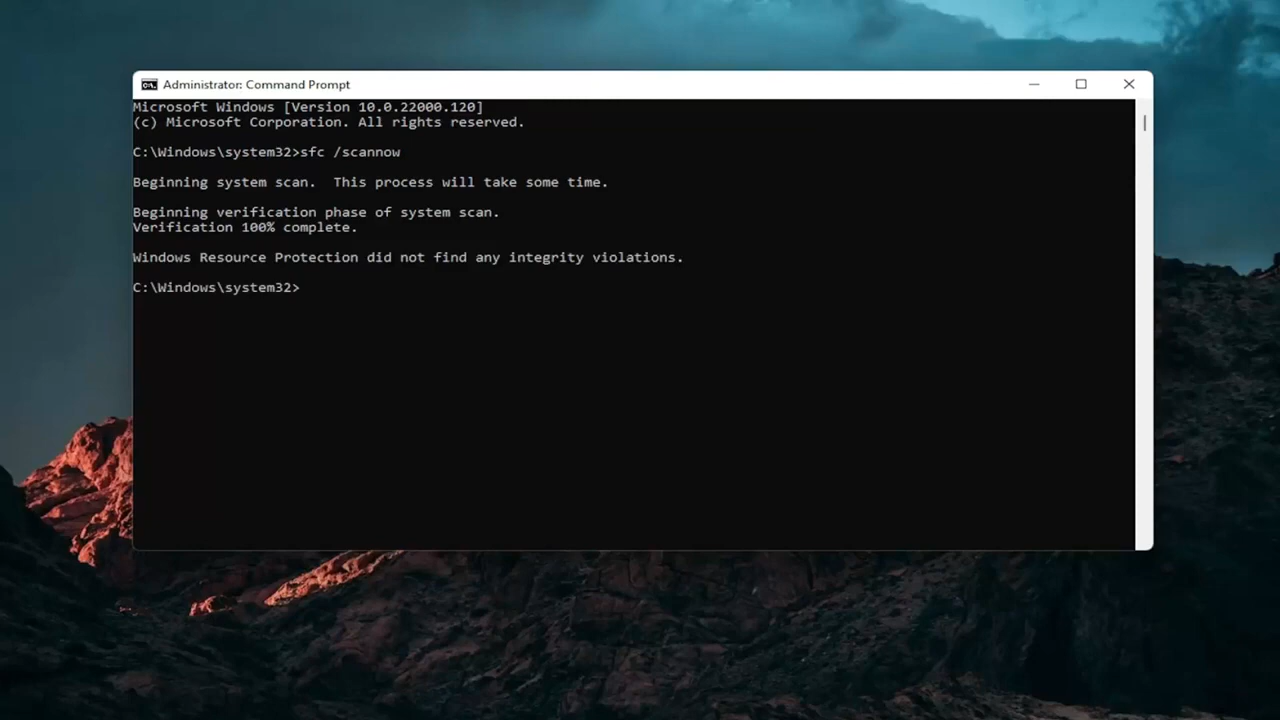 Administrator: Command Prompt
Microsoft Windows [Version 10.0.22000.120]
(c) Microsoft Corporation. All rights reserved.
C:\Windows\system32>sfc /scannow
Beginning system scan.  This process will take some time.
Beginning verification phase of system scan.
Verification 100% complete.
Windows Resource Protection did not find any integrity violations.
C:\Windows\system32>